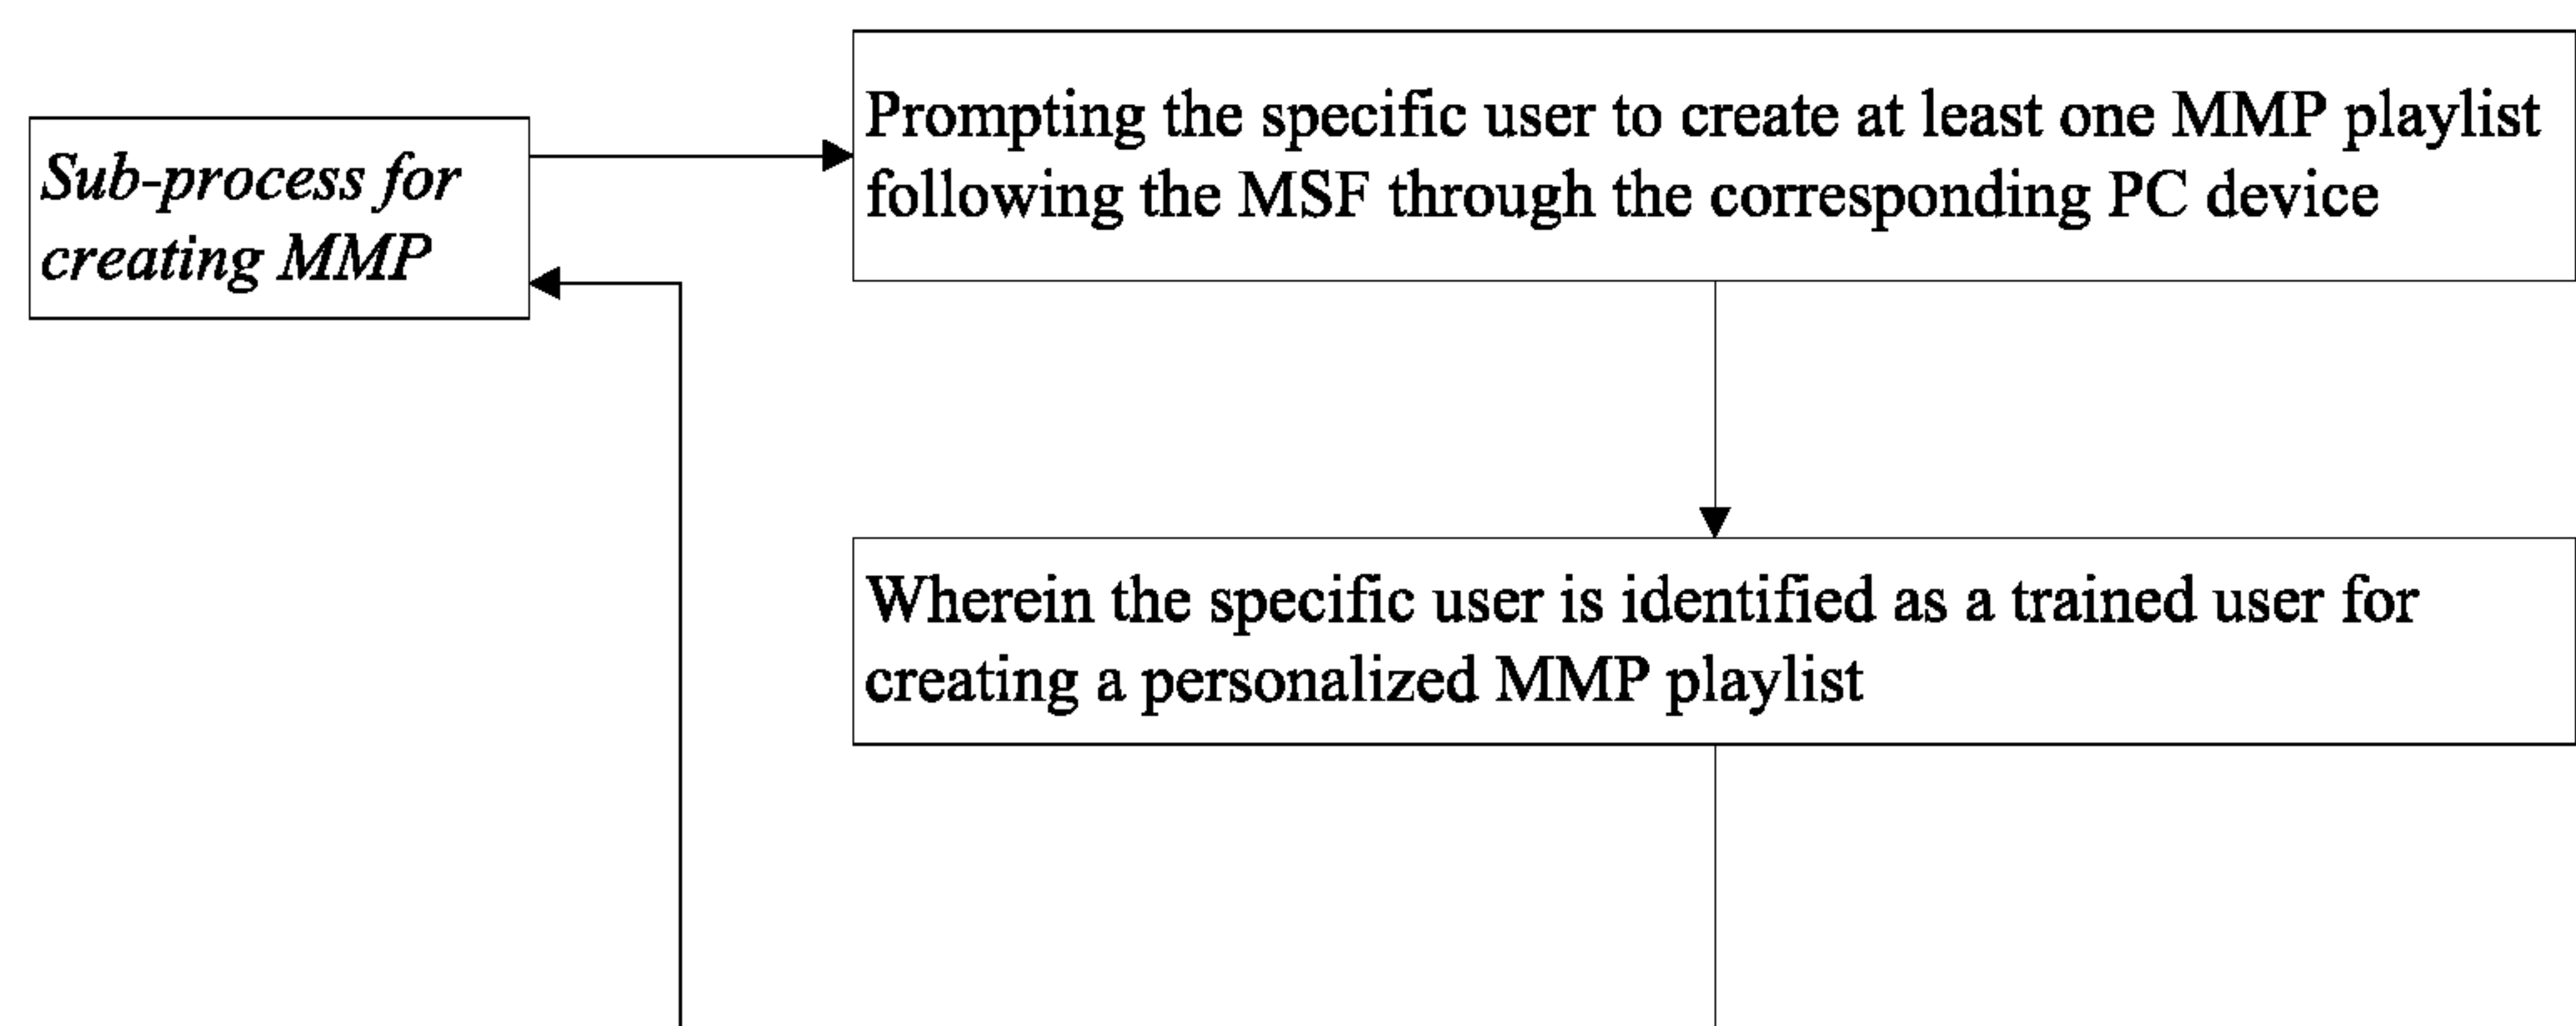 Sub-process for
creating MMP
Prompting the specific user to create at least one MMP playlist
following the MSF through the corresponding PC device
Wherein the specific user is identified as a trained user for
creating a personalized MMP playlist